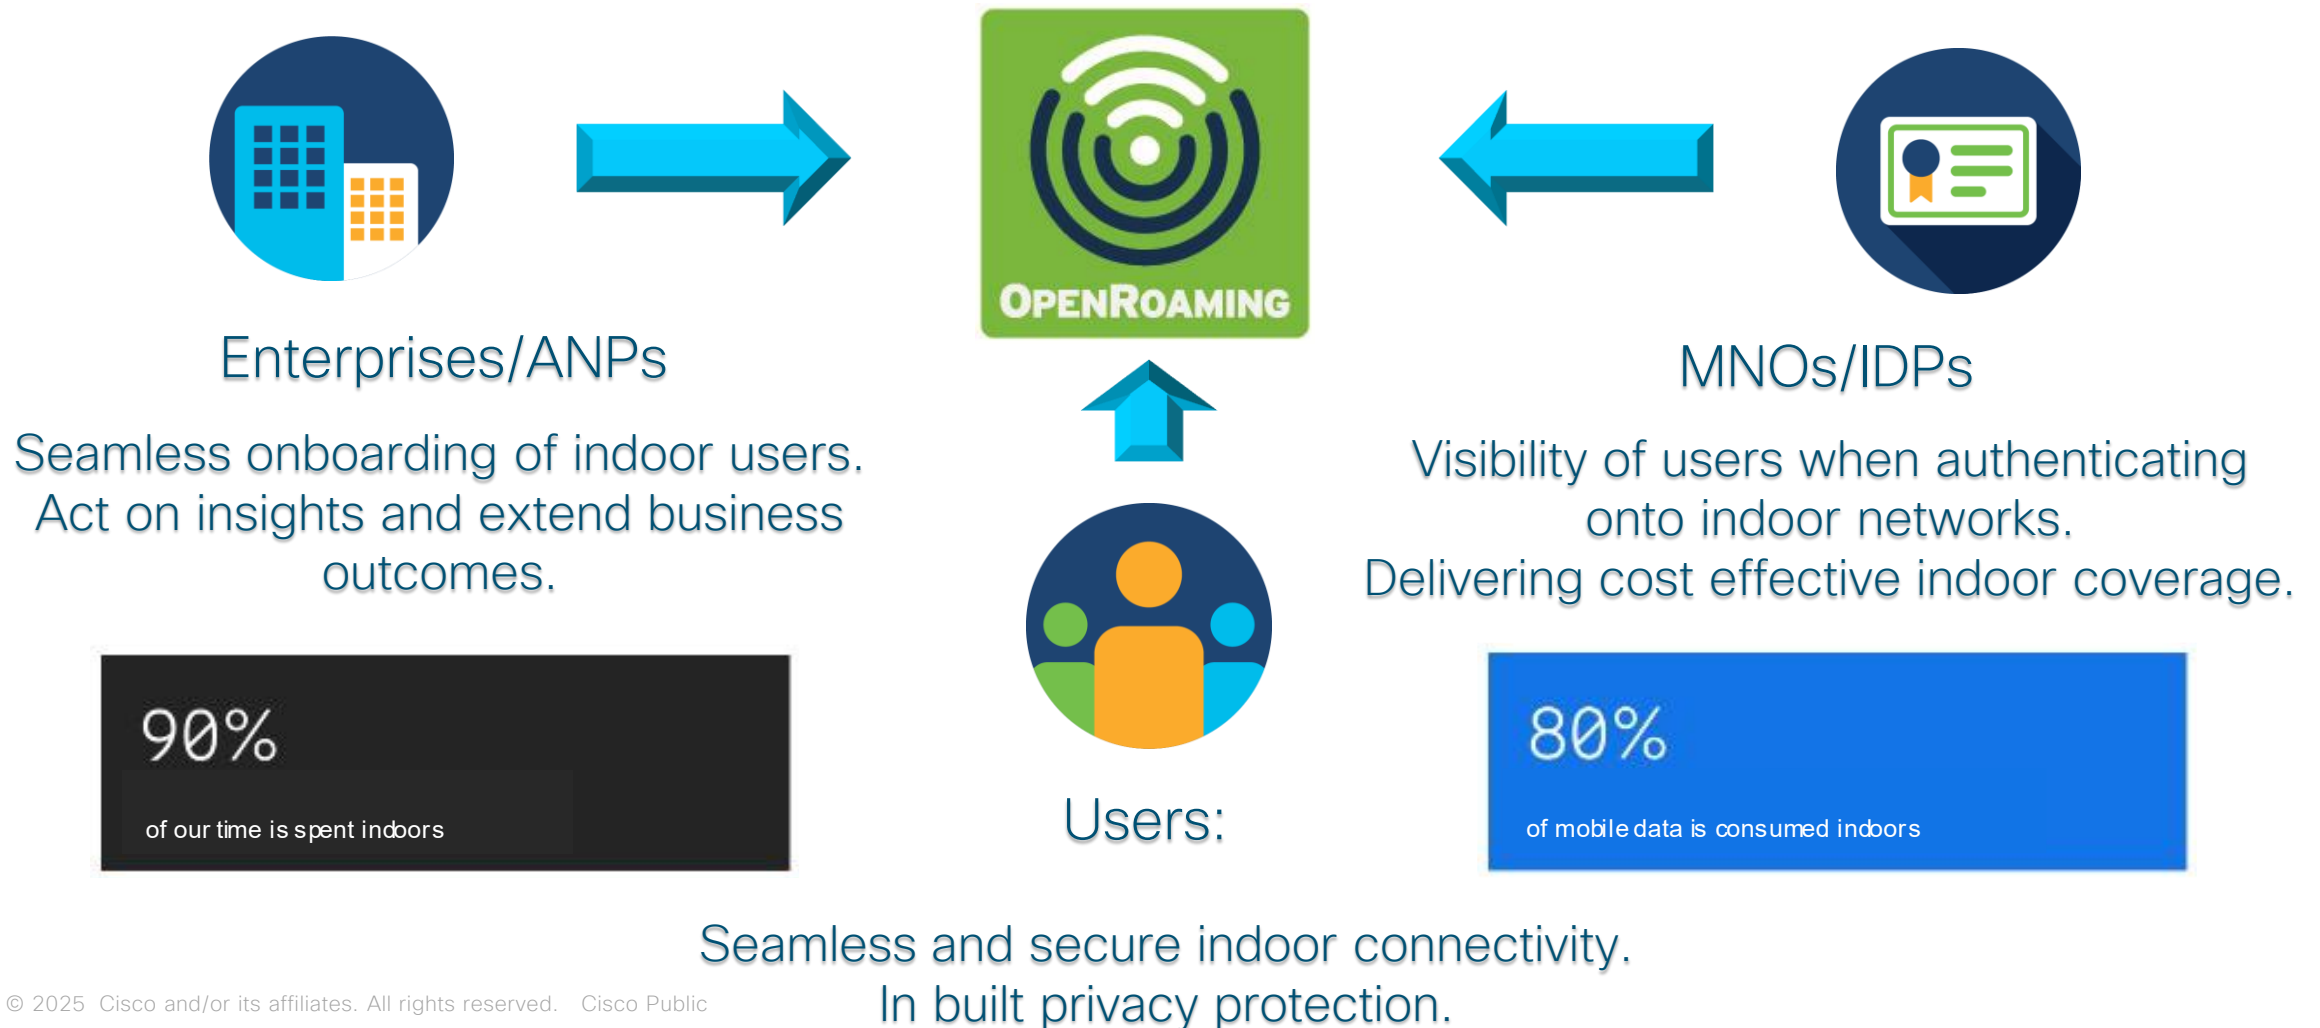 OPENROAMING
Enterprises/ANPs
Seamless onboarding of indoor users.
Act on insights and extend business
outcomes.
90%
of our time is spent indoors
MNOs/IDPs
Visibility of users when authenticating
onto indoor networks.
Delivering cost effective indoor coverage.
80%
of mobile data is consumed indoors
Users:
Seamless and secure indoor connectivity.
In built privacy protection.
© 2025 Cisco and/or its affiliates. All rights reserved. Cisco Public